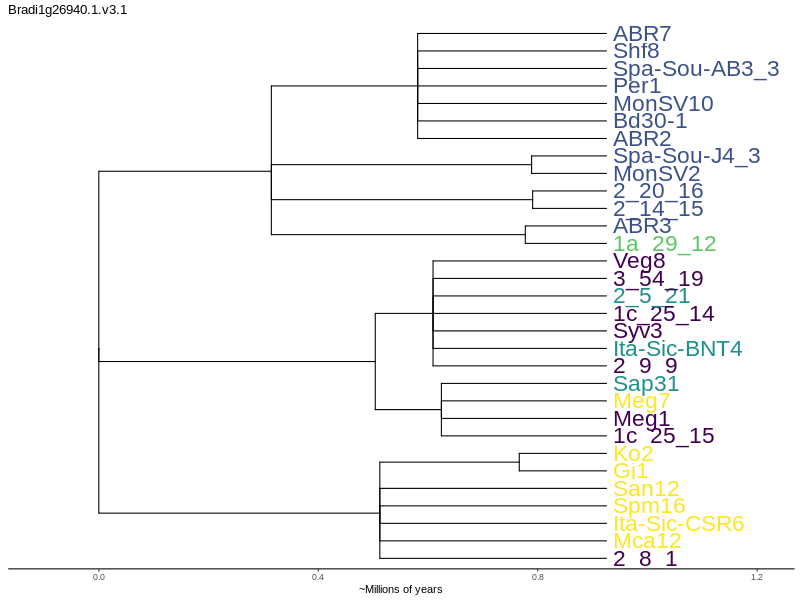 Bradi1g26940.1.v3.1
ABR7
Shf8
Spa-Sou-AB3_3
Per1
MonSV10
Bd30-1
ABR2
Spa-Sou-J4_3
MonSV2
2_20_16
2_14_15
ABR3
1a_29_12
Veg8
3_54_19
2_5_21
1c_25_14
Syv3
Ita-Sic-BNT4
2_9_9
Sap31
Meg7
Meg1
1c_25_15
Ko2
Gi1
San12
Spm16
Ita-Sic-CSR6
Mca12
2_8_1
0.0 0.4 0.8 1.2
~Millions of years